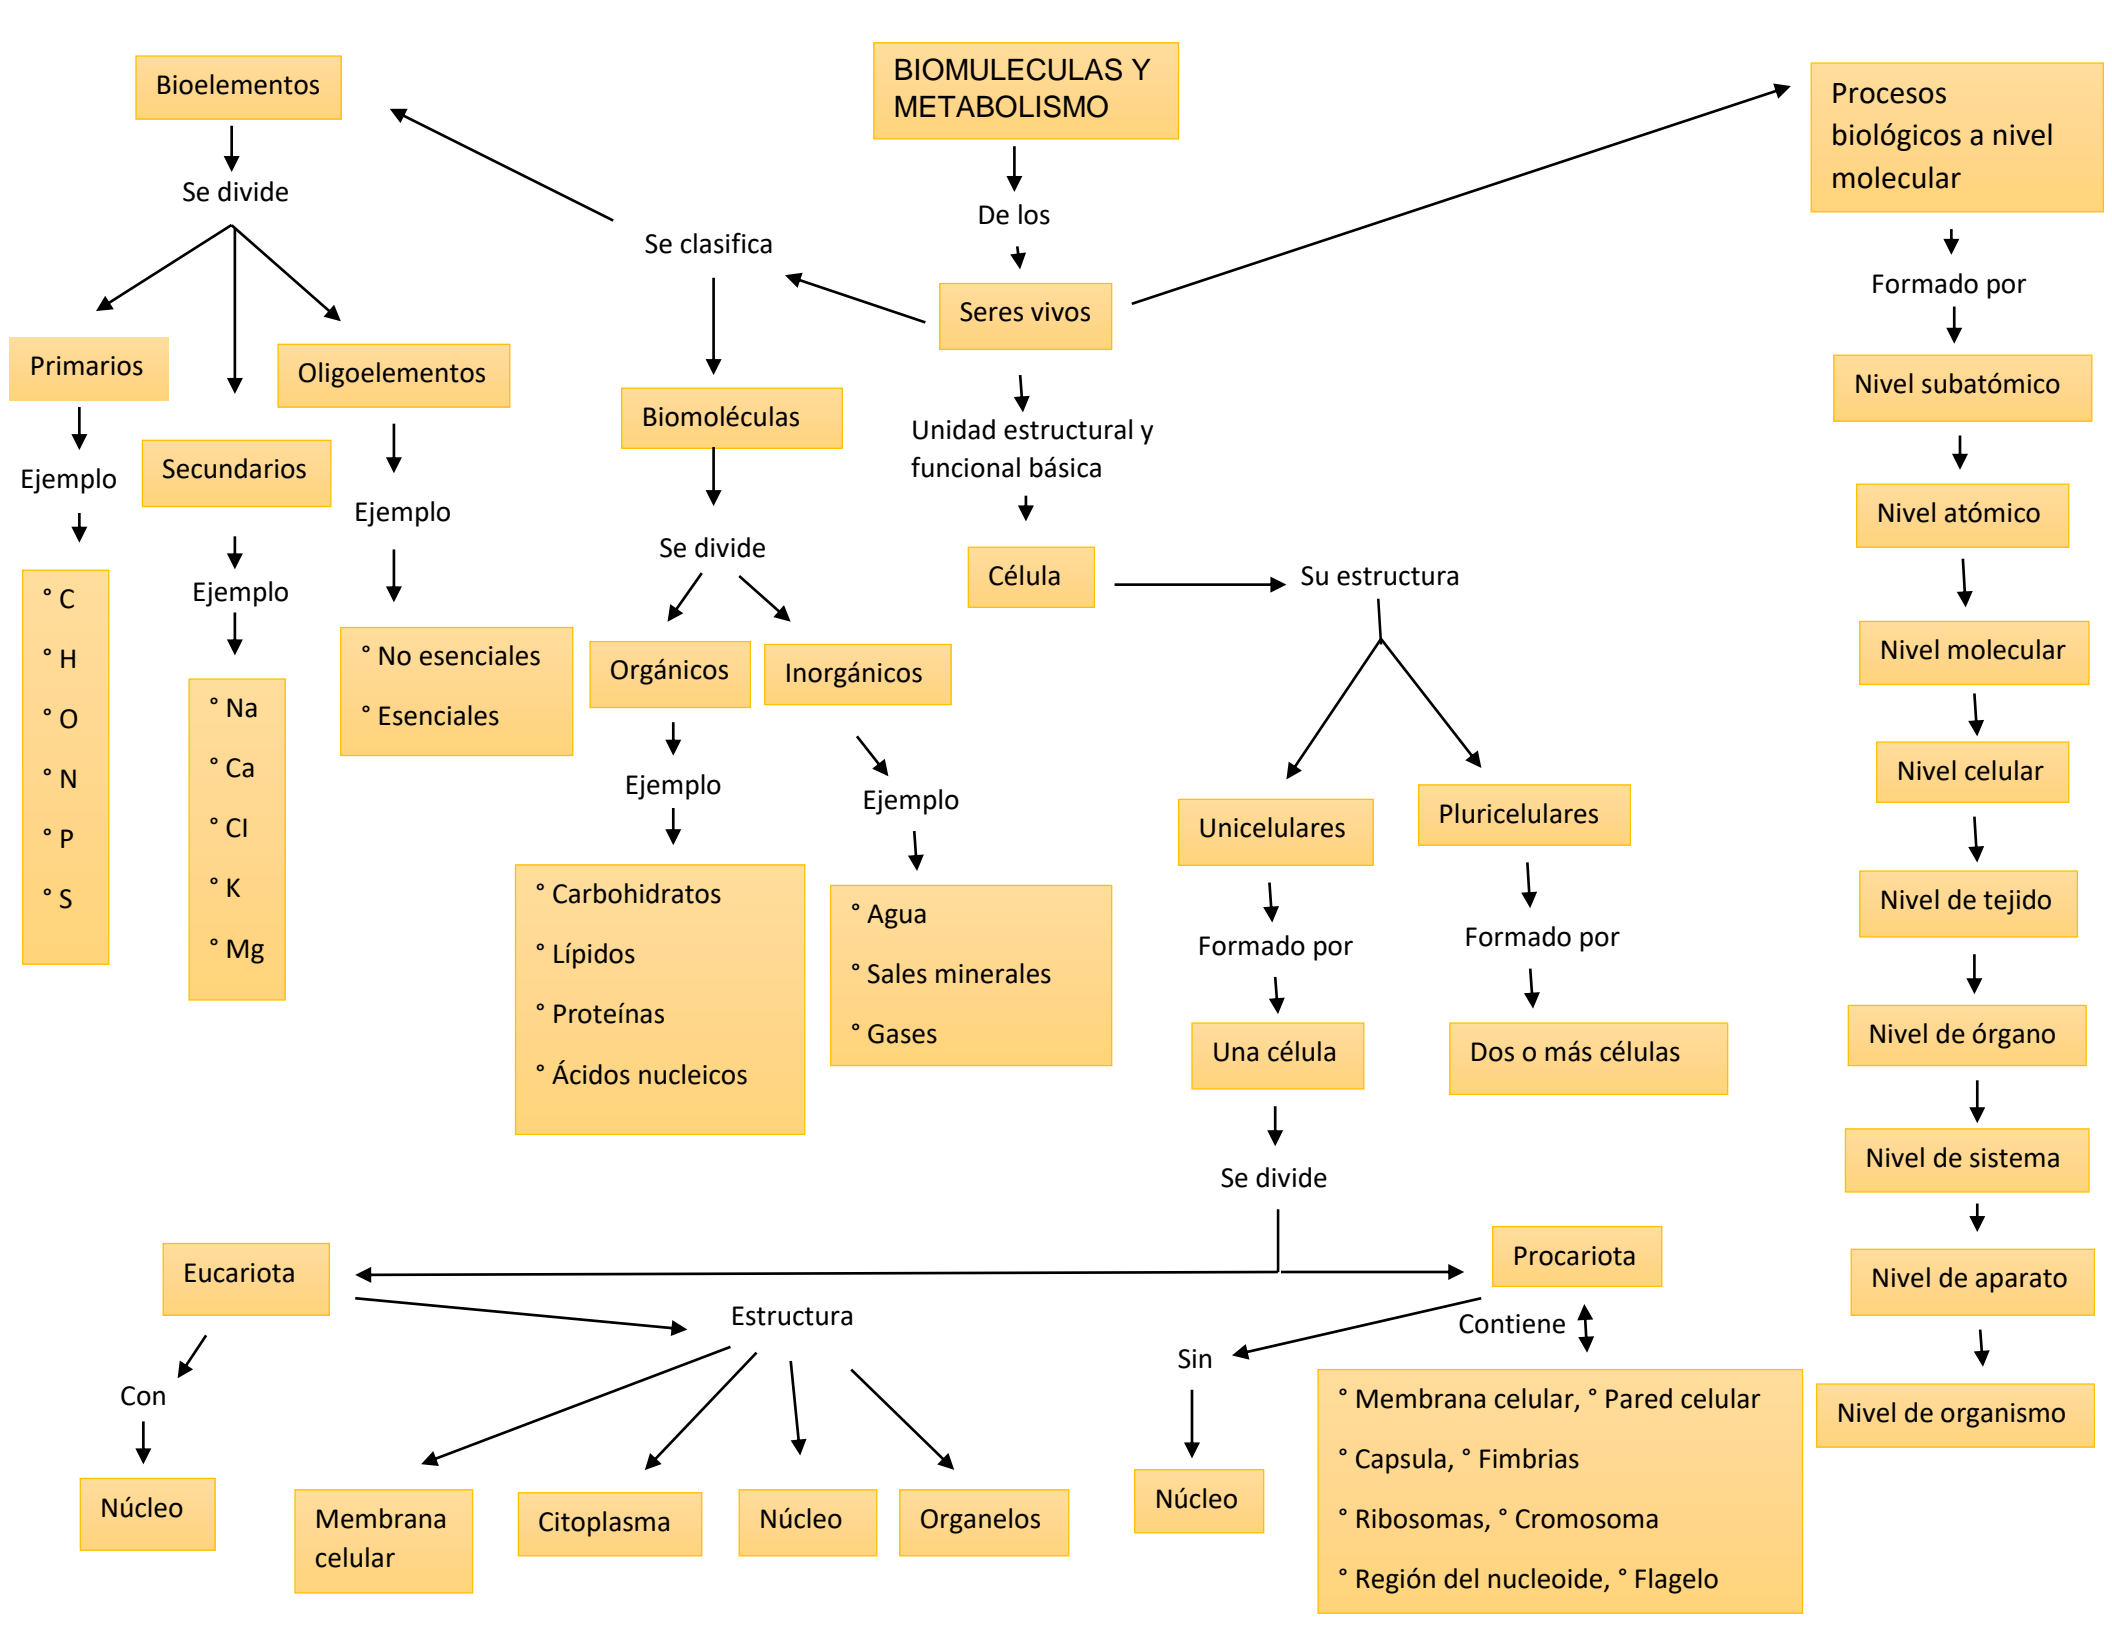 BIOMULECULAS Y
METABOLISMO
De los
Seres vivos
Se clasifica
Bioelementos
Se divide
Primarios
Ejemplo
° C
° H
° O
° N
° P
° S
Secundarios
Ejemplo
° Na
° Ca
° CI
° K
° Mg
Oligoelementos
Ejemplo
° No esenciales
° Esenciales
Biomoléculas
Se divide
Orgánicos
Ejemplo
° Carbohidratos
° Lípidos
° Proteínas
° Ácidos nucleicos
Inorgánicos
Ejemplo
° Agua
° Sales minerales
° Gases
Unidad estructural y
funcional básica
Célula
Su estructura
Unicelulares
Formado por
Una célula
Pluricelulares
Formado por
Dos o más células
Se divide
Eucariota
Con
Núcleo
Estructura
Membrana
celular
Citoplasma
Núcleo
Organelos
Procariota
Sin
Núcleo
Contiene
° Membrana celular, ° Pared celular
° Capsula, ° Fimbrias
° Ribosomas, ° Cromosoma
° Región del nucleoide, ° Flagelo
Procesos
biológicos a nivel
molecular
Formado por
Nivel subatómico
Nivel atómico
Nivel molecular
Nivel celular
Nivel de tejido
Nivel de órgano
Nivel de sistema
Nivel de aparato
Nivel de organismo